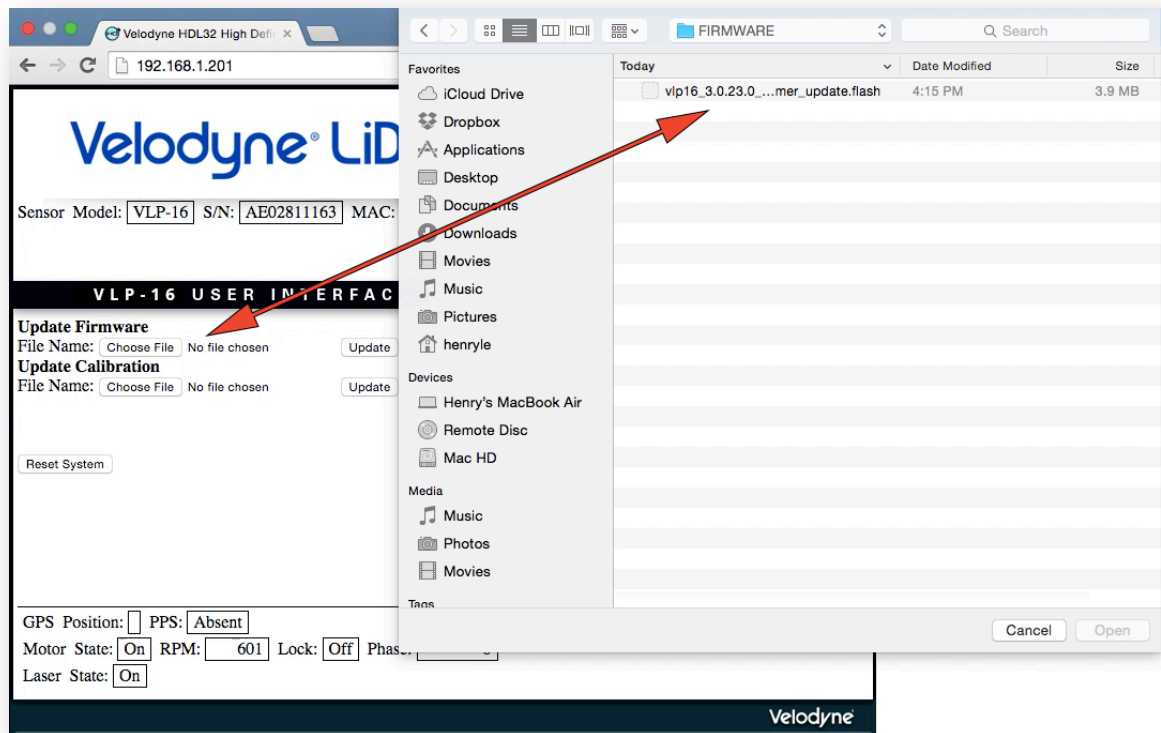 Velodyne HDL32 High Defin
192.168.1.201
Velodyne® LiD
Sensor Model: VLP-16 S/N: AE02811163 MAC:
VLP-16 USER INTERFAC
Update Firmware
File Name: Choose File No file chosen Update
Update Calibration
File Name: Choose File No file chosen Update
Reset System
GPS Position: PPS: Absent
Motor State: On RPM: 601 Lock: Off Phase:
Laser State: On
Velodyne
FIRMWARE
Search
Favorites
iCloud Drive
Dropbox
Applications
Desktop
Documents
Downloads
Movies
Music
Pictures
henryle
Devices
Henry's MacBook Air
Remote Disc
Mac HD
Media
Music
Photos
Movies
Tags
Today Date Modified Size
vlp16_3.0.23.0_...mer_update.flash 4:15 PM 3.9 MB
Cancel Open